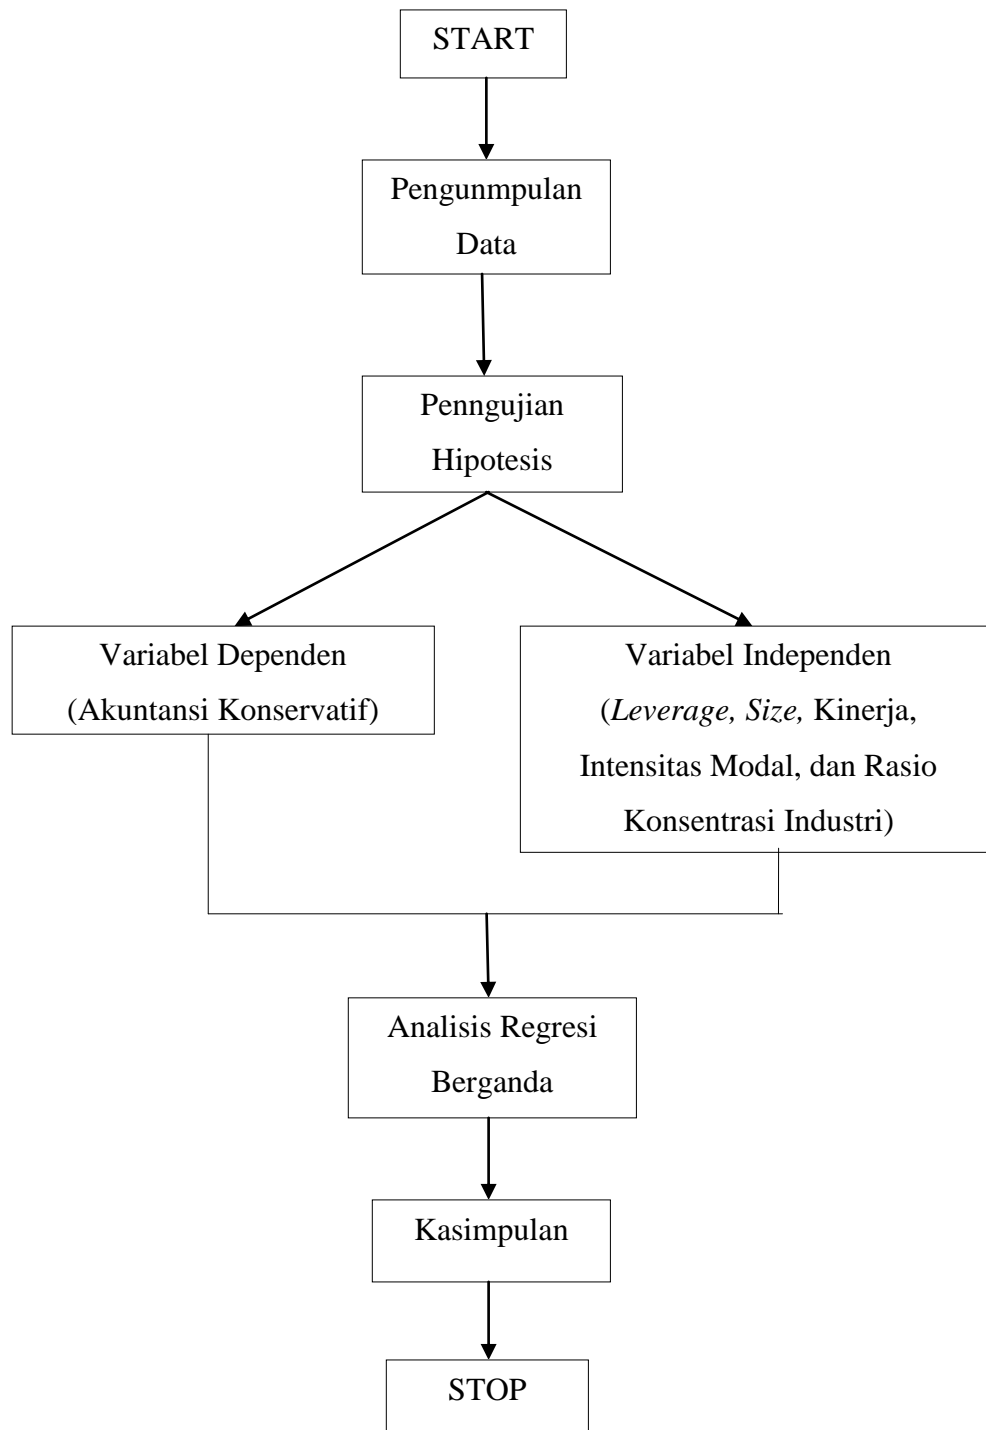 START
Pengunmpulan
Data
Penngujian
Hipotesis
Variabel Dependen
(Akuntansi Konservatif)
Variabel Independen
(Leverage, Size, Kinerja,
Intensitas Modal, dan Rasio
Konsentrasi Industri)
Analisis Regresi
Berganda
Kasimpulan
STOP